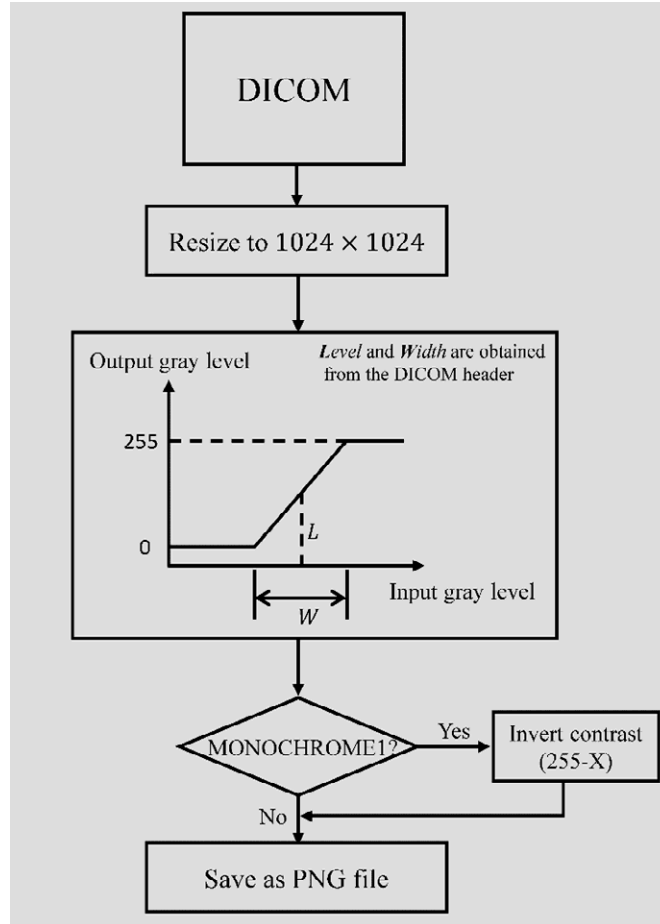 DICOM
Resize to 1024 × 1024
Level and Width are obtained
from the DICOM header
Output gray level
255
0
L
W
Input gray level
MONOCHROME1?
Yes
Invert contrast
(255-X)
No
Save as PNG file